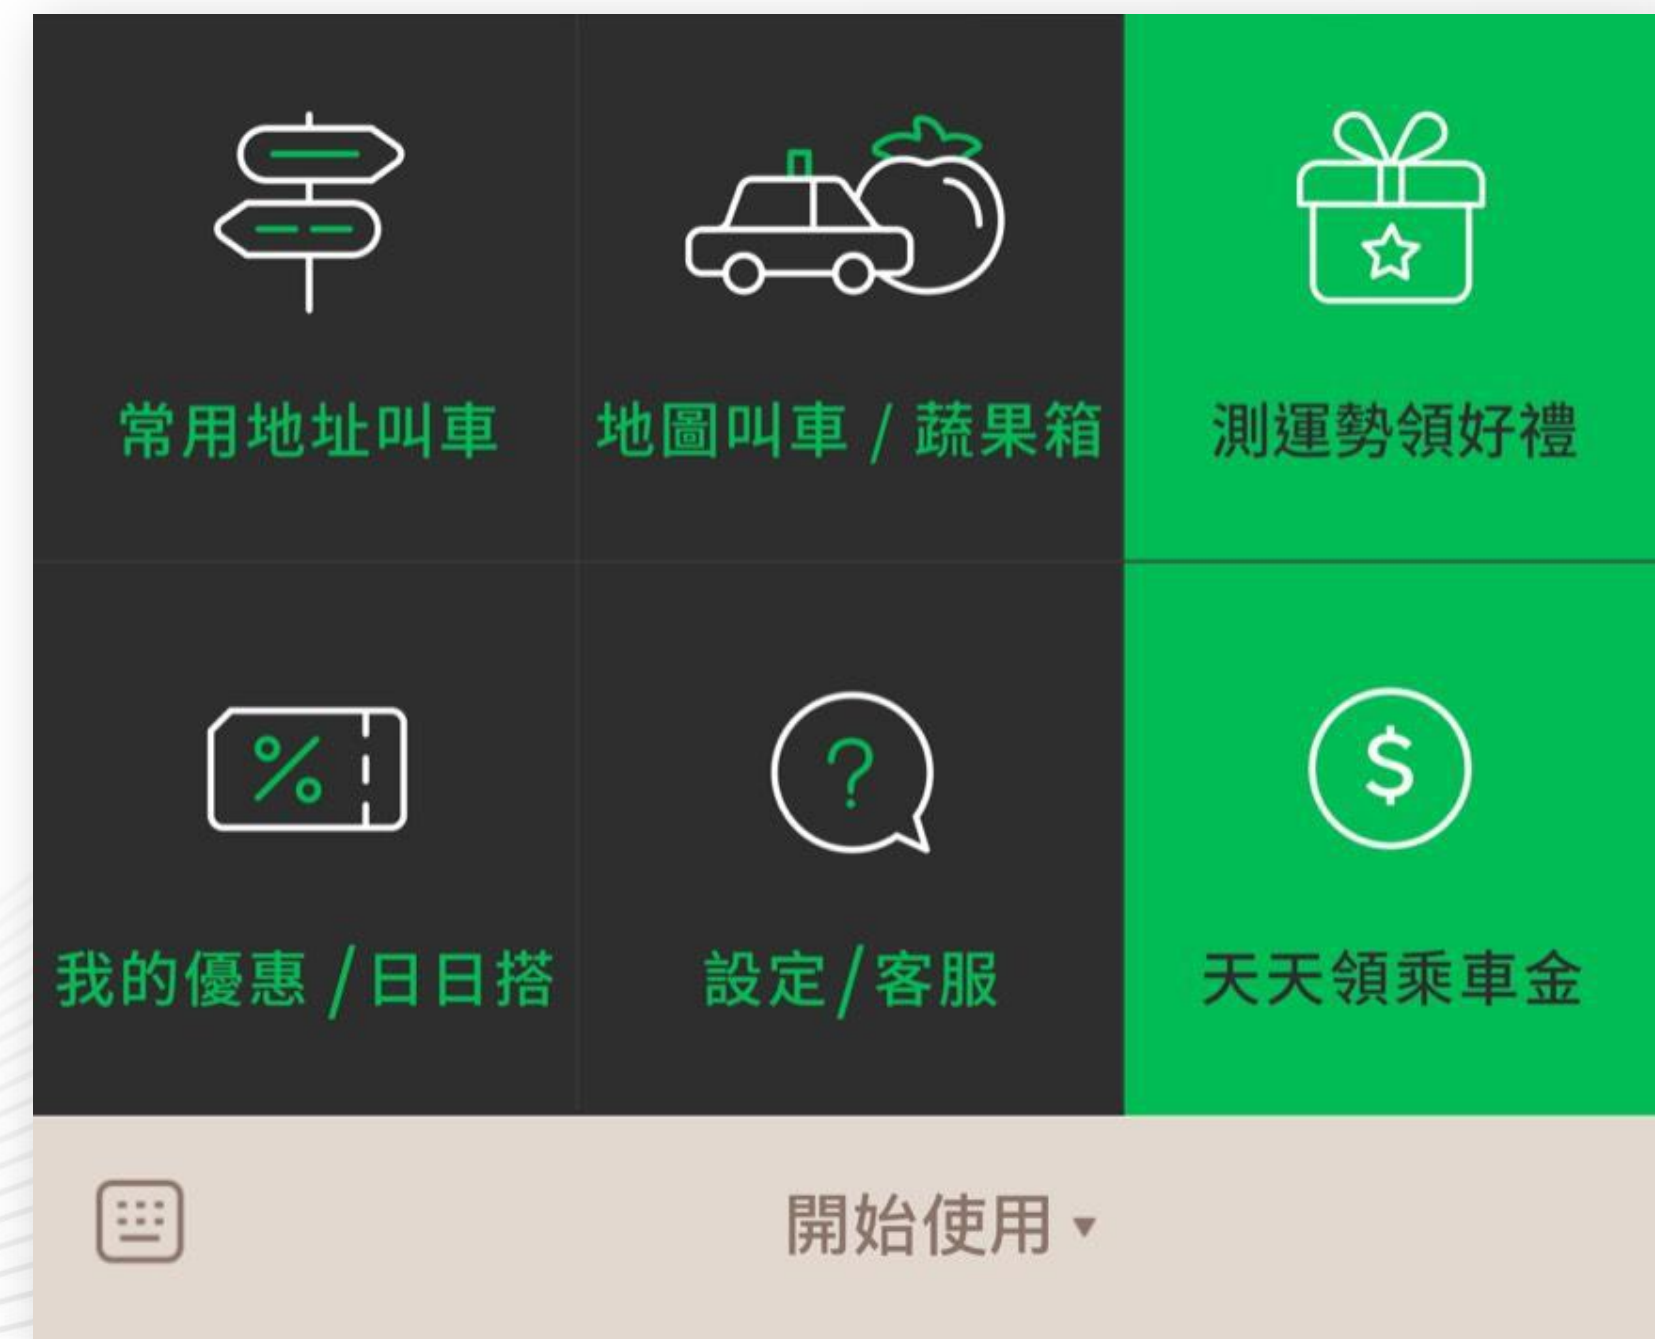 常用地址叫車
地圖叫車 / 蔬果箱
測運勢領好禮
%
?
$
我的優惠 /日日搭
設定/客服
天天領乘車金
開始使用